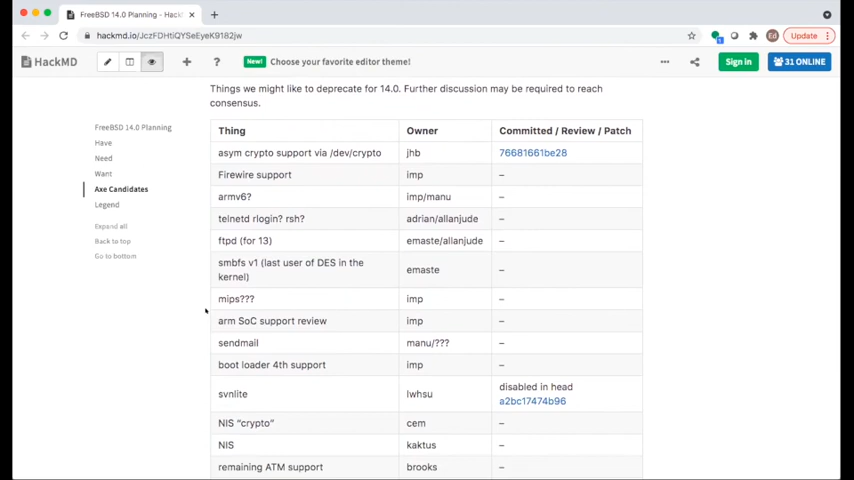 FreeBSD 14.0 Planning - HackM
hackmd.io/JczFDHtiQYSeEyeK9182jw
Ed
Update
HackMD
New!
Choose your favorite editor theme!
Sign in
31 ONLINE
Things we might like to deprecate for 14.0. Further discussion may be required to reach
consensus.
FreeBSD 14.0 Planning
Have
Need
Want
Axe Candidates
Legend
Expand all
Back to top
Go to bottom
Thing Owner Committed / Review / Patch
asym crypto support via /dev/crypto jhb 76681661be28
Firewire support imp –
armv6? imp/manu –
telnetd rlogin? rsh? adrian/allanjude –
ftpd (for 13) emaste/allanjude –
smbfs v1 (last user of DES in the
kernel) emaste –
mips??? imp –
arm SoC support review imp –
sendmail manu/??? –
boot loader 4th support imp –
svnlite lwhsu disabled in head
a2bc17474b96
NIS “crypto” cem –
NIS kaktus –
remaining ATM support brooks –